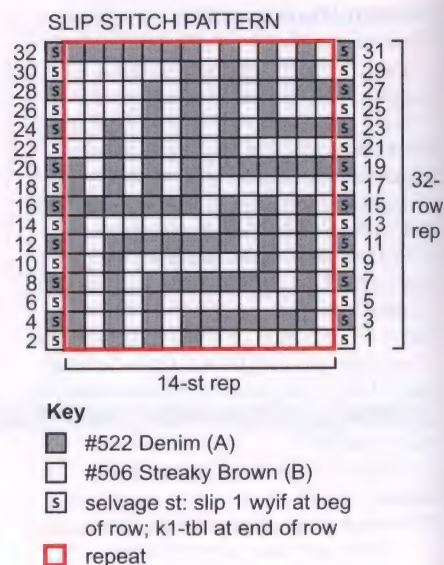 SLIP STITCH PATTERN
32 S S 31
30 S S 29
28 S S 27
26 S S 25
24 S S 23
22 S S 21
20 S S 19
18 S S 17
16 S S 15
14 S S 13
12 S S 11
10 S S 9
8 S S 7
6 S S 5
4 S S 3
2 S S 1
32-
row
rep
14-st rep
Key
#522 Denim (A)
#506 Streaky Brown (B)
S selvage st: slip 1 wyif at beg
of row; k1-tbl at end of row
repeat